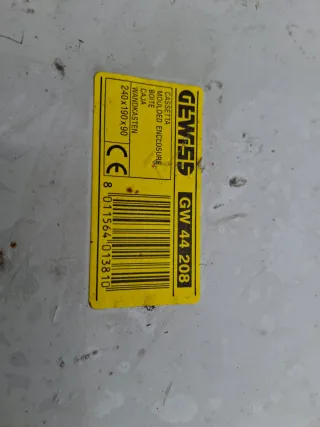 GEWISS
GW 44 208
CASSETTA
MOULDED ENCLOSURE
BOITE
CAJA
WANDKASTEN
240x190x90
CE
8 011564 013810